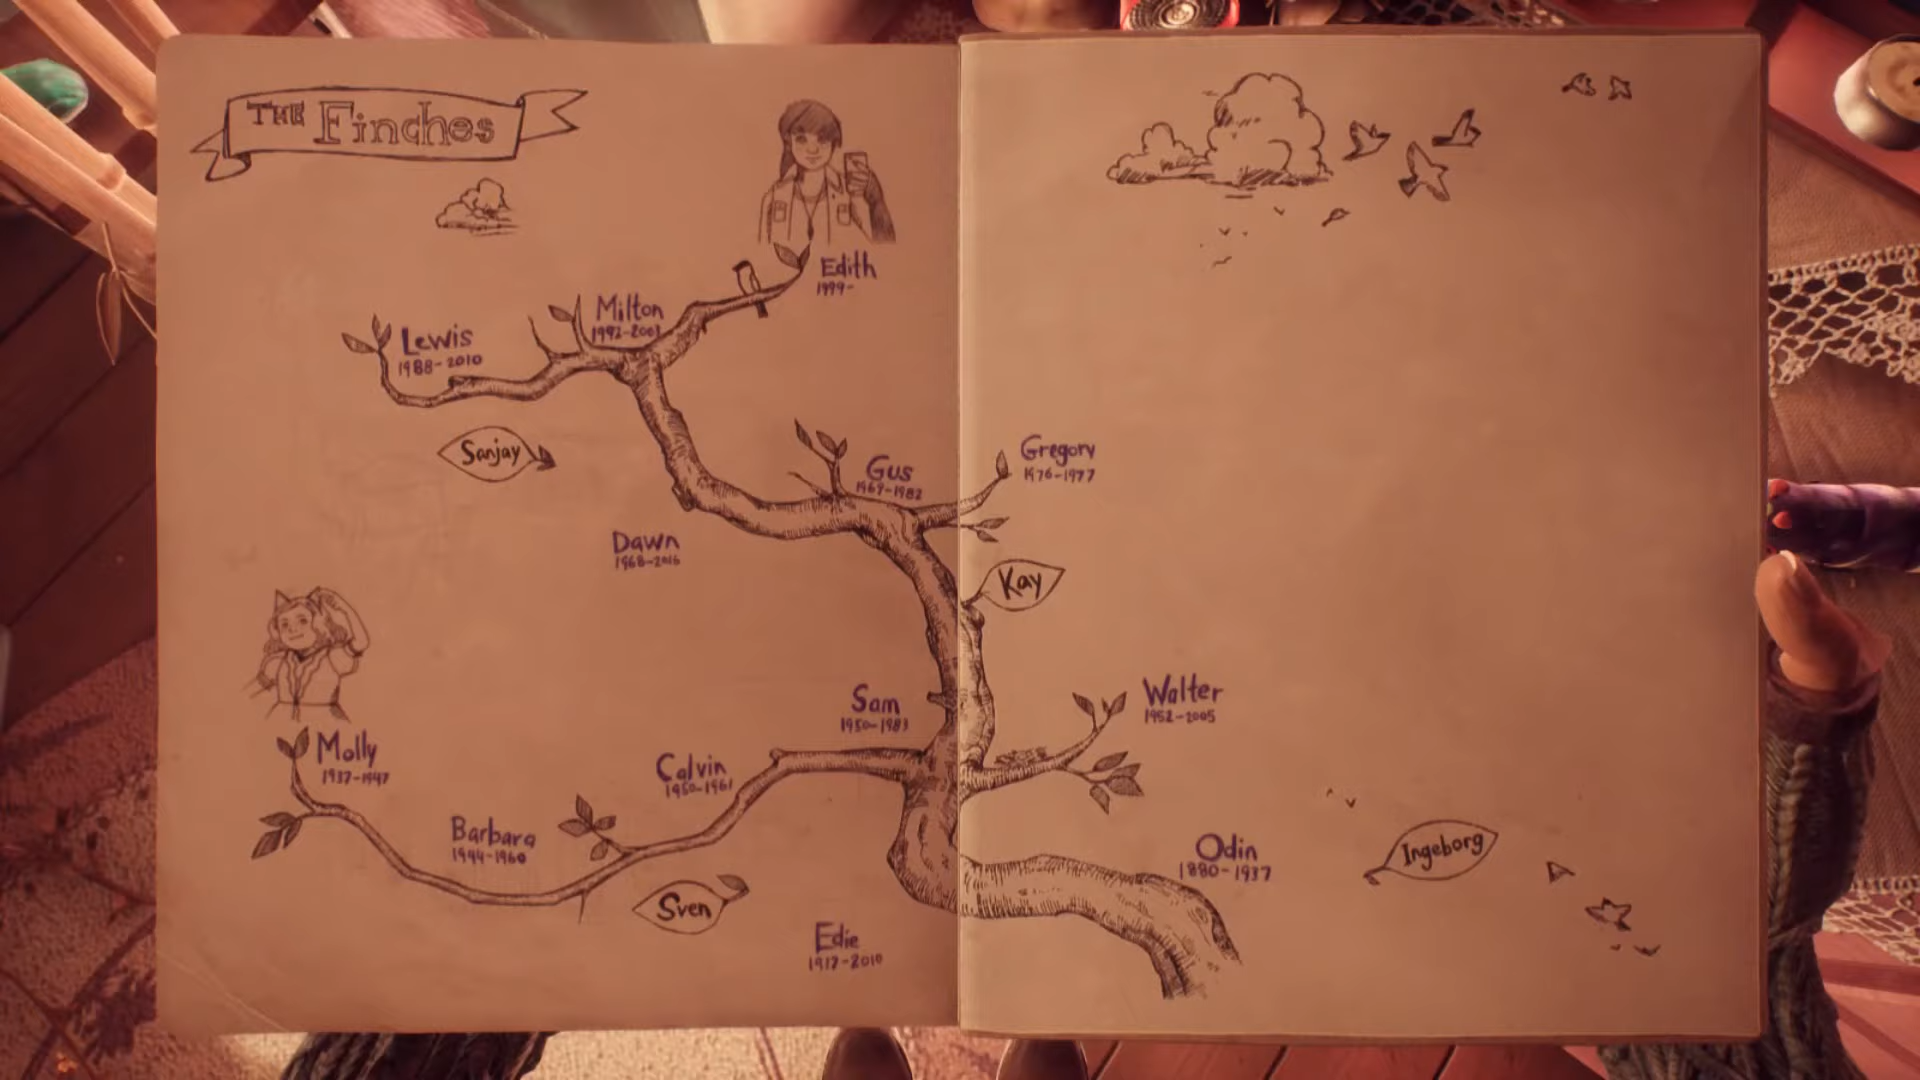 THE Finches
Edith
1999-
Milton
1992-2003
Lewis
1988-2010
Sanjay
Gus
1969-1982
Gregory
1976-1977
Dawn
1968-2016
Kay
Sam
1950-1983
Walter
1952-2005
Molly
1937-1947
Calvin
1950-1961
Barbara
1944-1960
Odin
1880-1937
Ingeborg
Sven
Edie
1917-2010